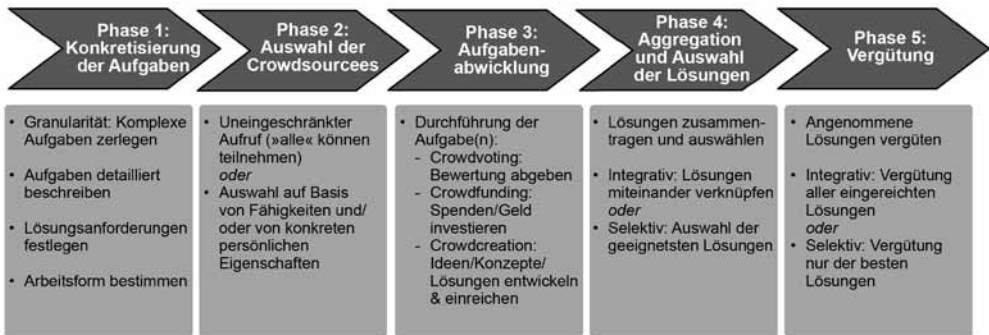 Phase 1:
Konkretisierung
der Aufgaben
Phase 2:
Auswahl der
Crowdsourcees
Phase 3:
Aufgaben-
abwicklung
Phase 4:
Aggregation
und Auswahl
der Lösungen
Phase 5:
Vergütung
• Granularität: Komplexe
Aufgaben zerlegen
• Aufgaben detailliert
beschreiben
• Lösungsanforderungen
festlegen
• Arbeitsform bestimmen
• Uneingeschränkter
Aufruf (»alle« können
teilnehmen)
oder
• Auswahl auf Basis
von Fähigkeiten und/
oder von konkreten
persönlichen
Eigenschaften
• Durchführung der
Aufgabe(n):
- Crowdvoting:
Bewertung abgeben
- Crowdfunding:
Spenden/Geld
investieren
- Crowdcreation:
Ideen/Konzepte/
Lösungen entwickeln
& einreichen
• Lösungen zusammen-
tragen und auswählen
• Integrativ: Lösungen
miteinander verknüpfen
oder
• Selektiv: Auswahl der
geeignetsten Lösungen
• Angenommene
Lösungen vergüten
• Integrativ: Vergütung
aller eingereichten
Lösungen
oder
• Selektiv: Vergütung
nur der besten
Lösungen